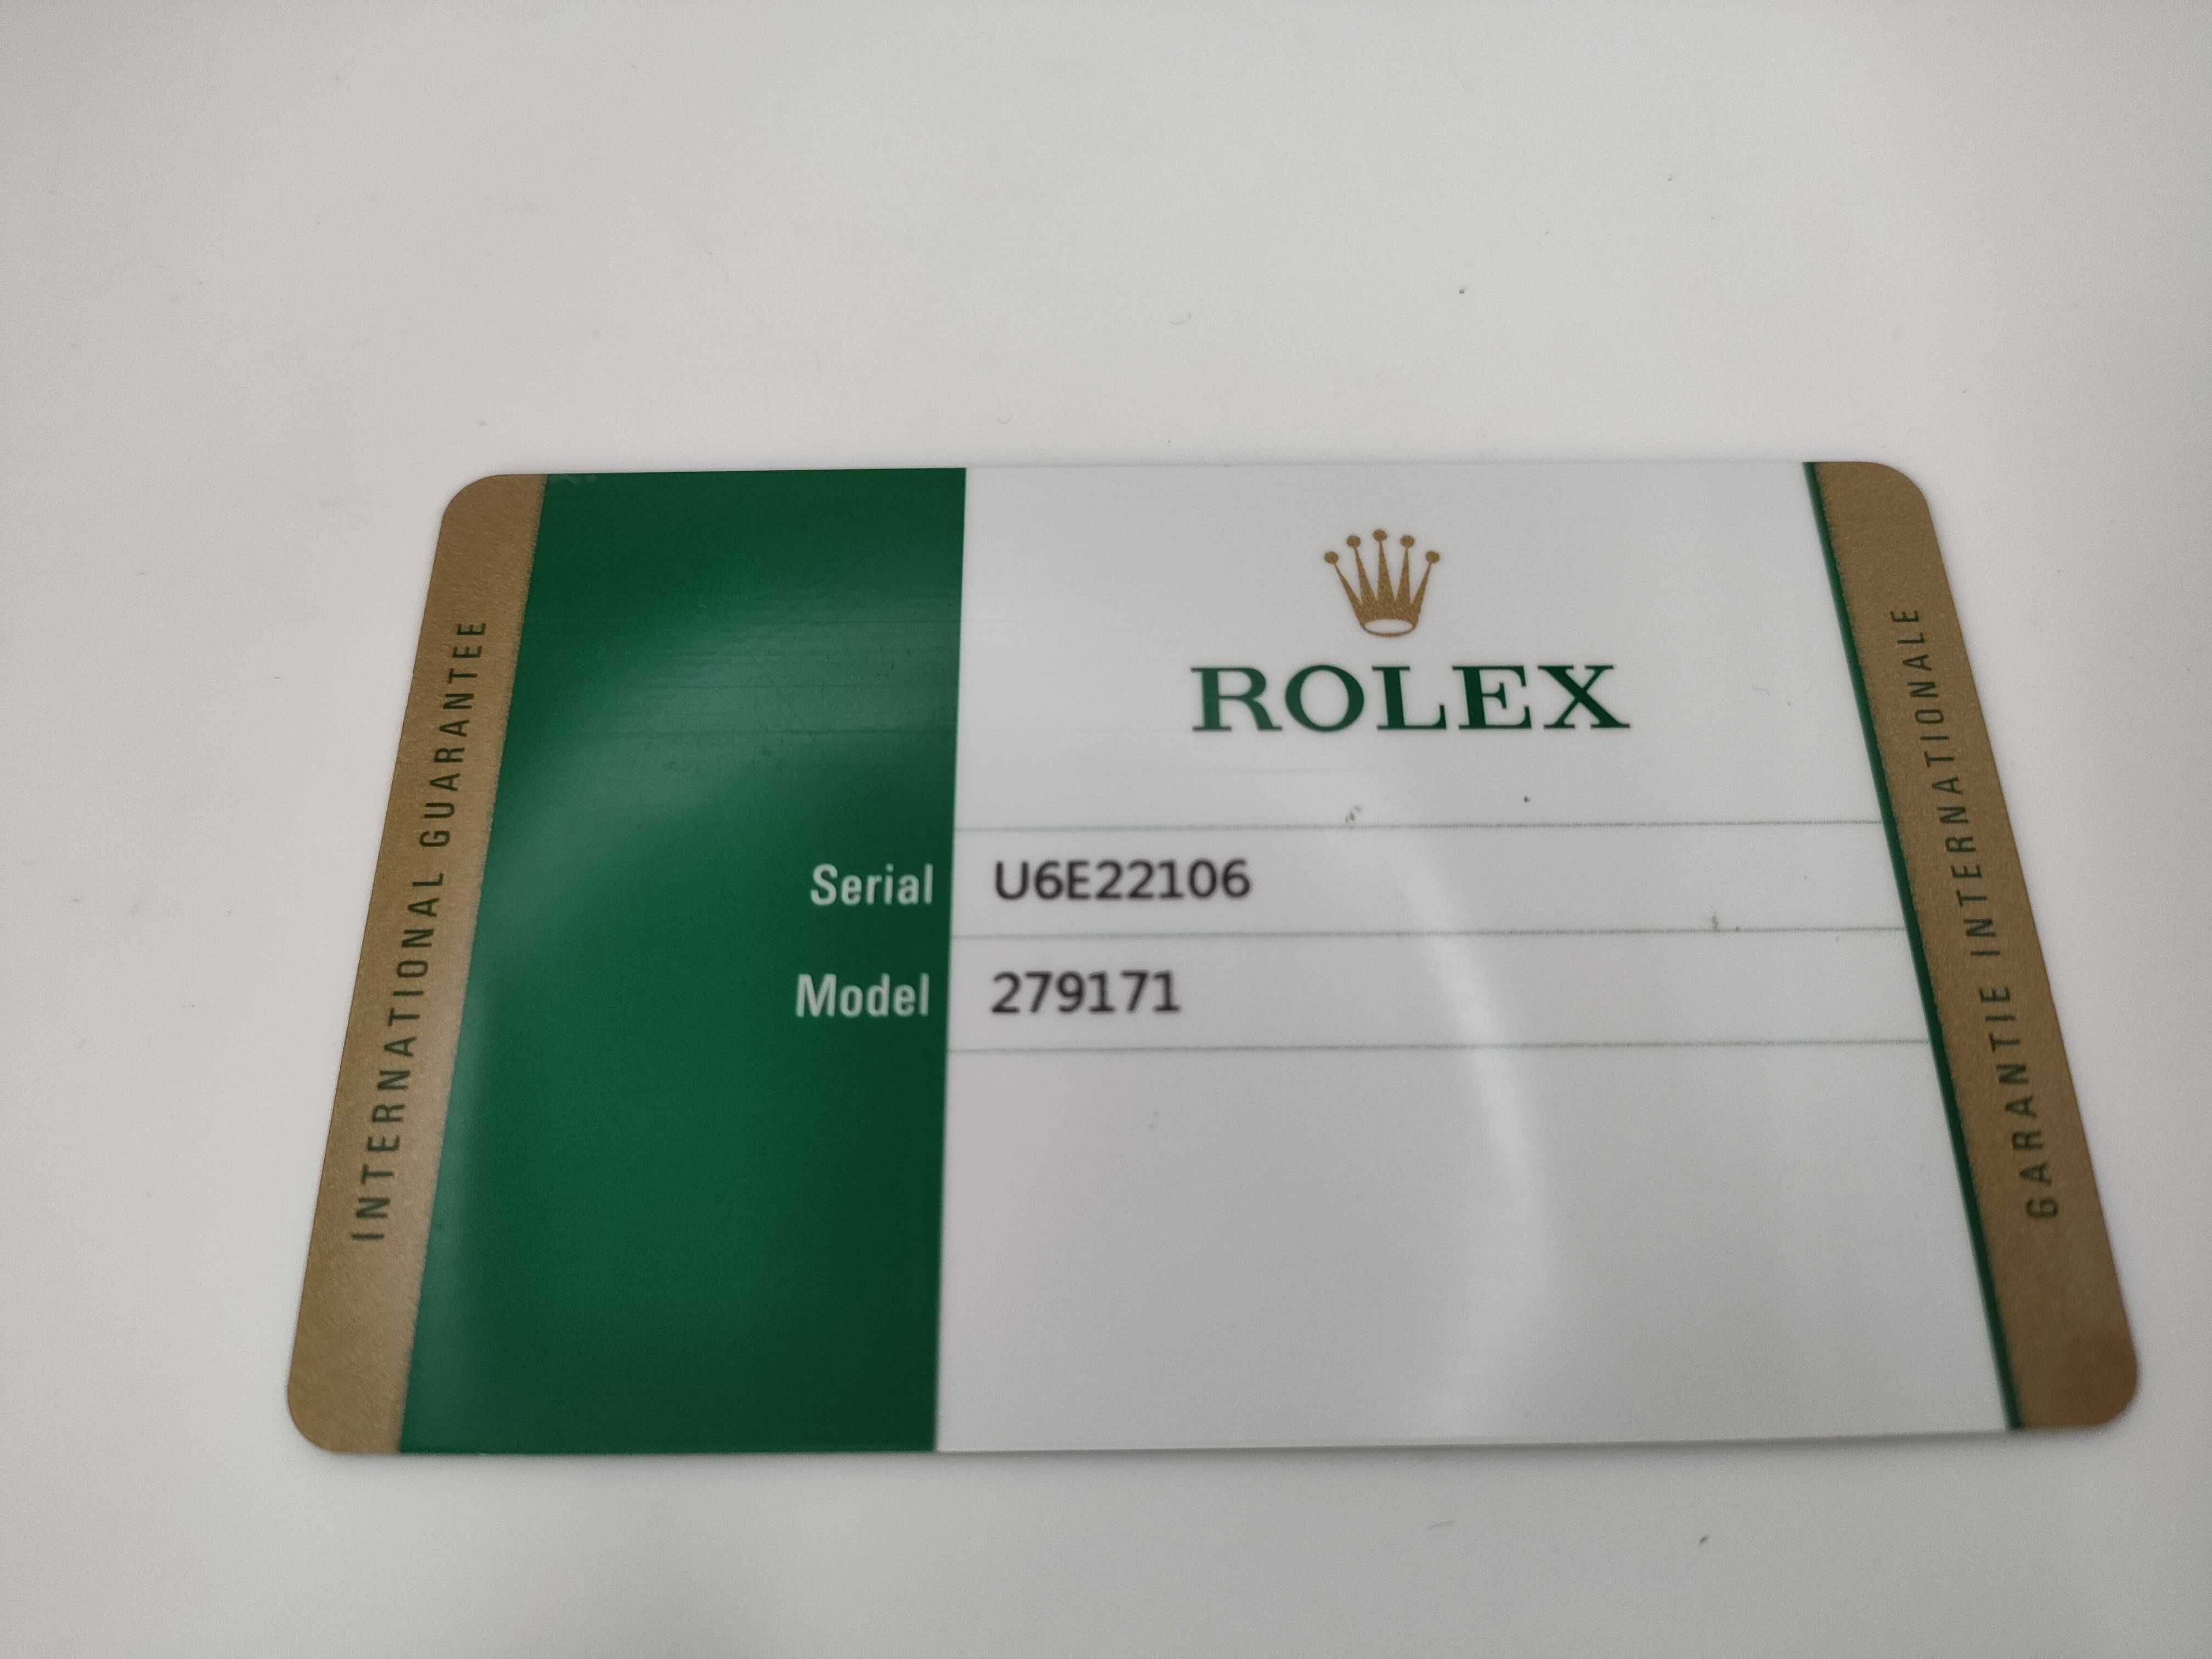 INTERNATIONAL GUARANTEE
ROLEX
Serial U6E22106
Model 279171
GARANTIE INTERNATIONALE